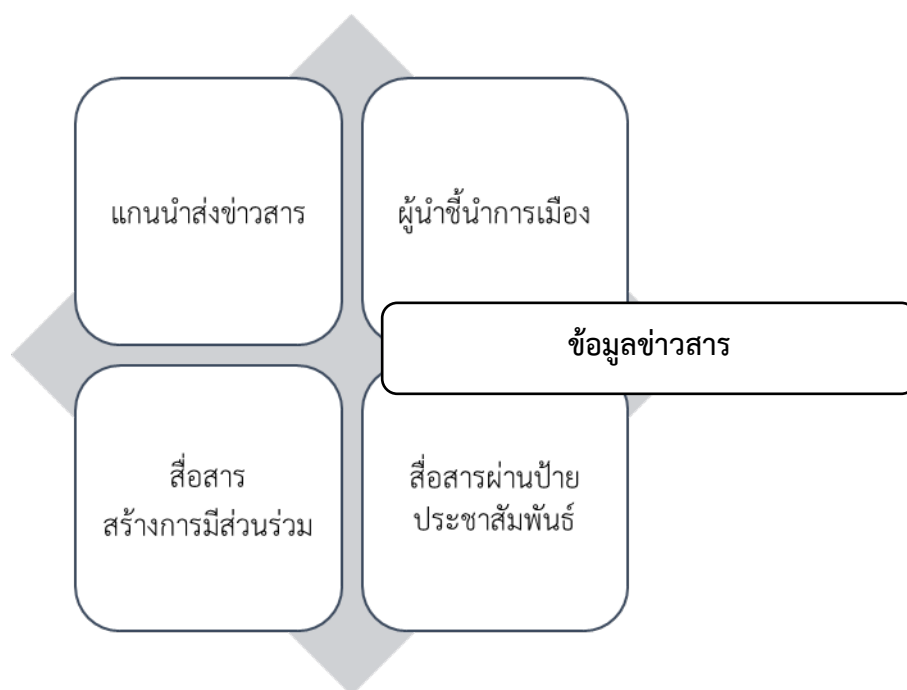 แกนนำส่งข่าวสาร
ผู้นำชี้นำการเมือง
ข้อมูลข่าวสาร
สื่อสาร
สร้างการมีส่วนร่วม
สื่อสารผ่านป้าย
ประชาสัมพันธ์